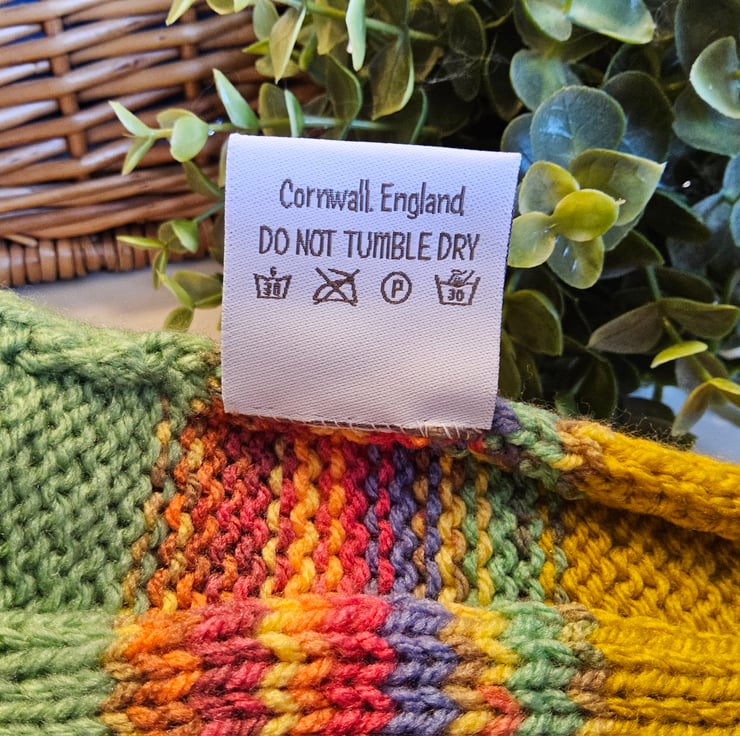 Cornwall. England
DO NOT TUMBLE DRY
30 P 30